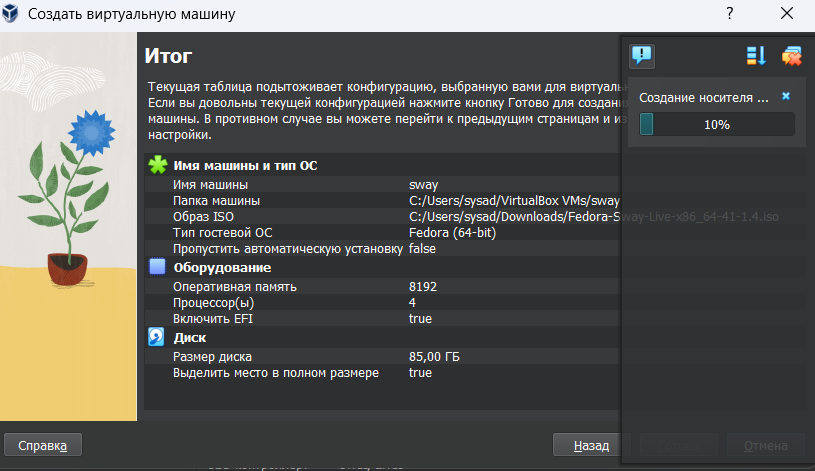 Создать виртуальную машину
?
Итог
Текущая таблица подытоживает конфигурацию, выбранную вами для виртуаль
Если вы довольны текущей конфигурацией нажмите кнопку Готово для создани
машины. В противном случае вы можете перейти к предыдущим страницам и из
настройки.
Создание носителя ...
10%
Имя машины и тип ОС
Имя машины sway
Папка машины C:/Users/sysad/VirtualBox VMs/sway
Образ ISO C:/Users/sysad/Downloads/Fedora-Sway-Live-x86_64-41-1.4.iso
Тип гостевой ОС Fedora (64-bit)
Пропустить автоматическую установку false
Оборудование
Оперативная память 8192
Процессор(ы) 4
Включить EFI true
Диск
Размер диска 85,00 ГБ
Выделить место в полном размере true
Справка
Назад
Отмена